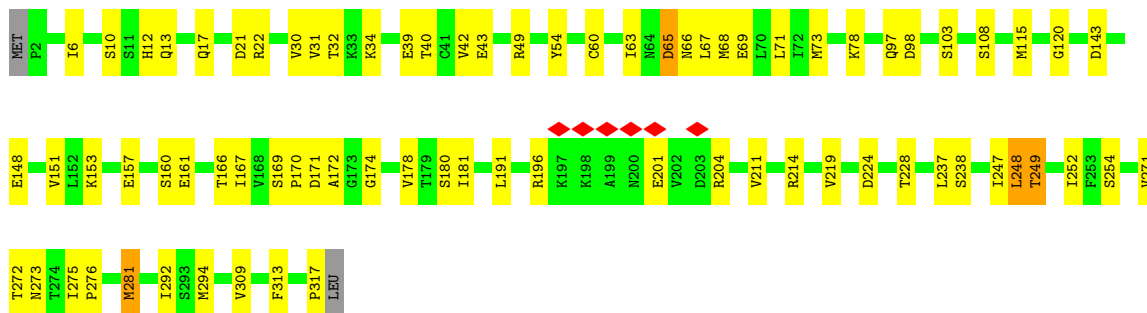 MET P2 I6 S10 S11 H12 Q13 Q17 D21 R22 V30 V31 T32 K33 K34 E39 T40 C41 V42 E43 R49 Y54 C60 I63 N64 D65 N66 L67 M68 E69 L70 L71 I72 M73 K78 Q97 D98 S103 S108 M115 G120 D143
E148 V151 L152 K153 E157 S160 E161 T166 I167 V168 S169 P170 D171 A172 G173 G174 V178 T179 S180 I181 L191 R196 K197 K198 A199 N200 E201 V202 D203 R204 V211 R214 V219 D224 T228 L237 S238 I247 L248 T249 I252 F253 S254
T272 N273 T274 I275 P276 M281 I292 S293 M294 V309 F313 P317 LEU